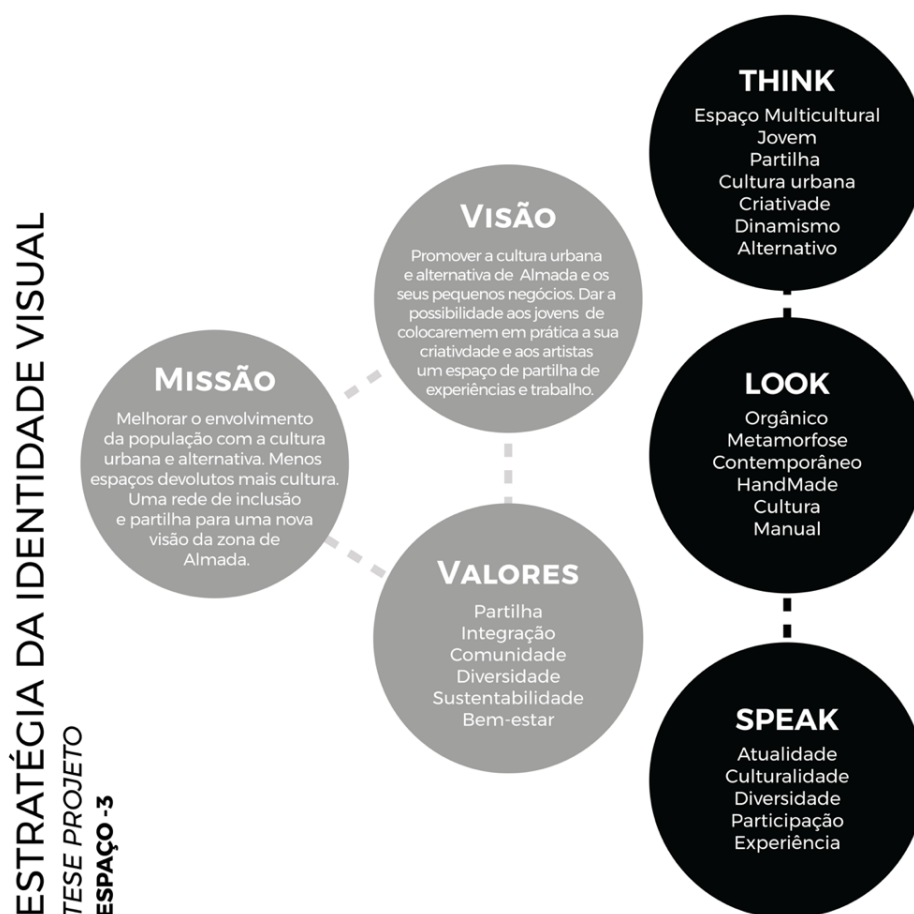 ESTRATÉGIA DA IDENTIDADE VISUAL
TESE PROJETO
ESPAÇO -3
MISSÃO
Melhorar o envolvimento
da população com a cultura
urbana e alternativa. Menos
espaços devolutos mais cultura.
Uma rede de inclusão
e partilha para uma nova
visão da zona de
Almada.
VISÃO
Promover a cultura urbana
e alternativa de Almada e os
seus pequenos negócios. Dar a
possibilidade aos jovens de
colocaremem em prática a sua
criativdade e aos artistas
um espaço de partilha de
experiências e trabalho.
VALORES
Partilha
Integração
Comunidade
Diversidade
Sustentabilidade
Bem-estar
THINK
Espaço Multicultural
Jovem
Partilha
Cultura urbana
Criativade
Dinamismo
Alternativo
LOOK
Orgânico
Metamorfose
Contemporâneo
HandMade
Cultura
Manual
SPEAK
Atualidade
Culturalidade
Diversidade
Participação
Experiência